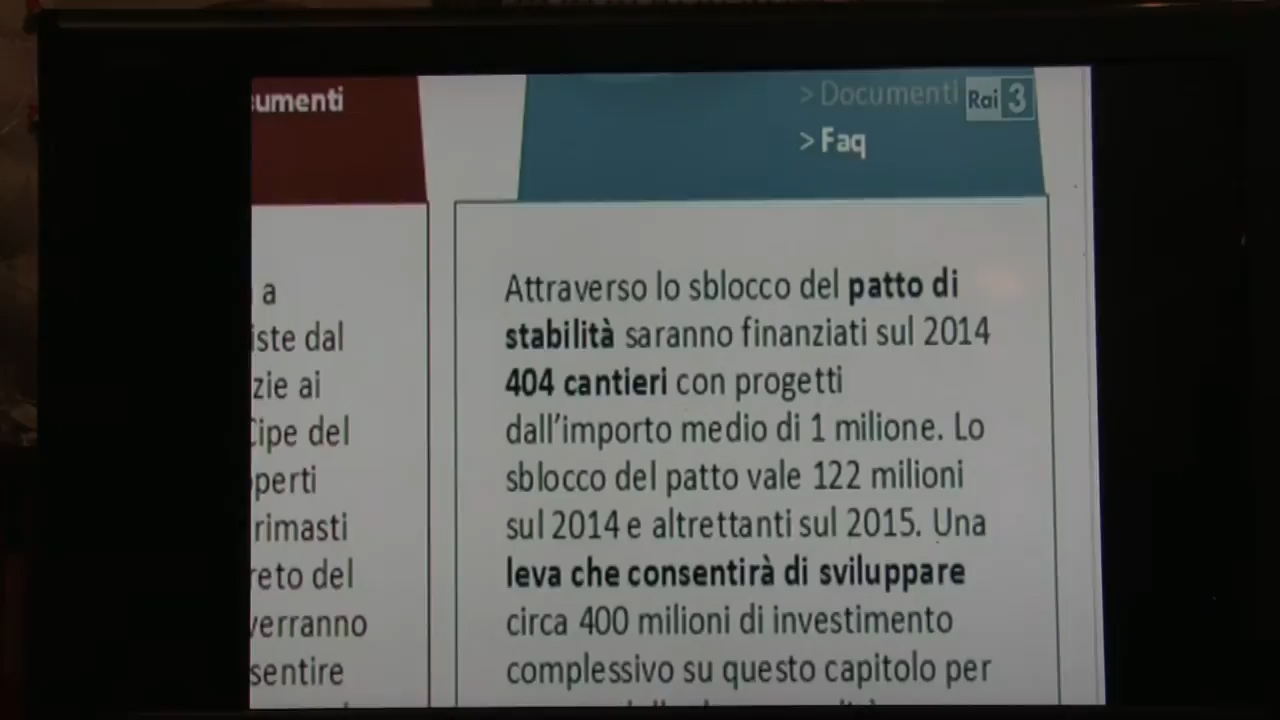 umenti
> Documenti
Rai 3
> Faq
a
iste dal
zie ai
Cipe del
perti
rimasti
reto del
verranno
sentire
Attraverso lo sblocco del patto di
stabilità saranno finanziati sul 2014
404 cantieri con progetti
dall'importo medio di 1 milione. Lo
sblocco del patto vale 122 milioni
sul 2014 e altrettanti sul 2015. Una
leva che consentirà di sviluppare
circa 400 milioni di investimento
complessivo su questo capitolo per